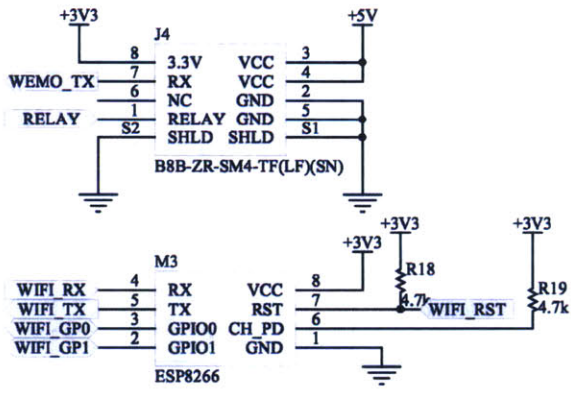 +3V3 +5V
J4
8 3.3V VCC 3
WEMO_TX 7 RX VCC 4
6 NC GND 2
RELAY 1 RELAY GND 5
S2 SHLD SHLD S1
B8B-ZR-SM4-TF(LF)(SN)
+3V3 +3V3
+3V3
M3
R18
WIFI_RX 4 RX VCC 8
R19
WIFI_TX 5 TX RST 7 4.7k WIFI_RST 4.7k
WIFI_GP0 3 GPIO0 CH_PD 6
WIFI_GP1 2 GPIO1 GND 1
ESP8266